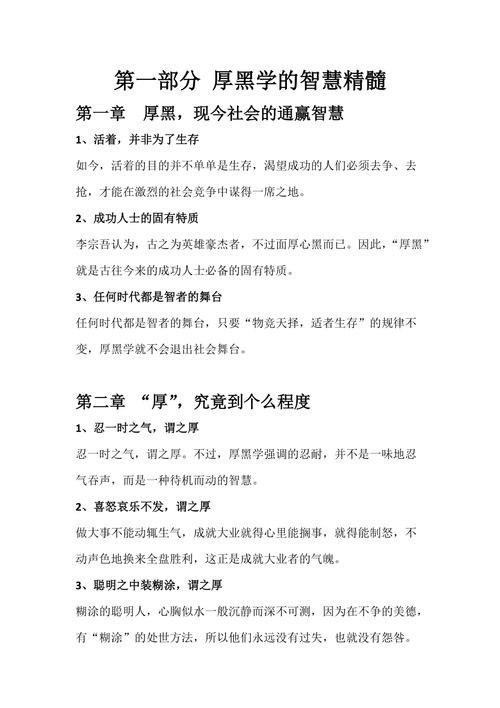 第一部分 厚黑学的智慧精髓
第一章 厚黑，现今社会的通赢智慧
1、活着，并非为了生存
如今，活着的目的并不单单是生存，渴望成功的人们必须去争、去
抢，才能在激烈的社会竞争中谋得一席之地。
2、成功人士的固有特质
李宗吾认为，古之为英雄豪杰者，不过面厚心黑而已。因此，“厚黑”
就是古往今来的成功人士必备的固有特质。
3、任何时代都是智者的舞台
任何时代都是智者的舞台，只要“物竞天择，适者生存”的规律不
变，厚黑学就不会退出社会舞台。
第二章 “厚”，究竟到个么程度
1、忍一时之气，谓之厚
忍一时之气，谓之厚。不过，厚黑学强调的忍耐，并不是一味地忍
气吞声，而是一种待机而动的智慧。
2、喜怒哀乐不发，谓之厚
做大事不能动辄生气，成就大业就得心里能搁事，就得能制怒，不
动声色地换来全盘胜利，这正是成就大业者的气魄。
3、聪明之中装糊涂，谓之厚
糊涂的聪明人，心胸似水一般沉静而深不可测，因为在不争的美德，
有“糊涂”的处世方法，所以他们永远没有过失，也就没有怨咎。